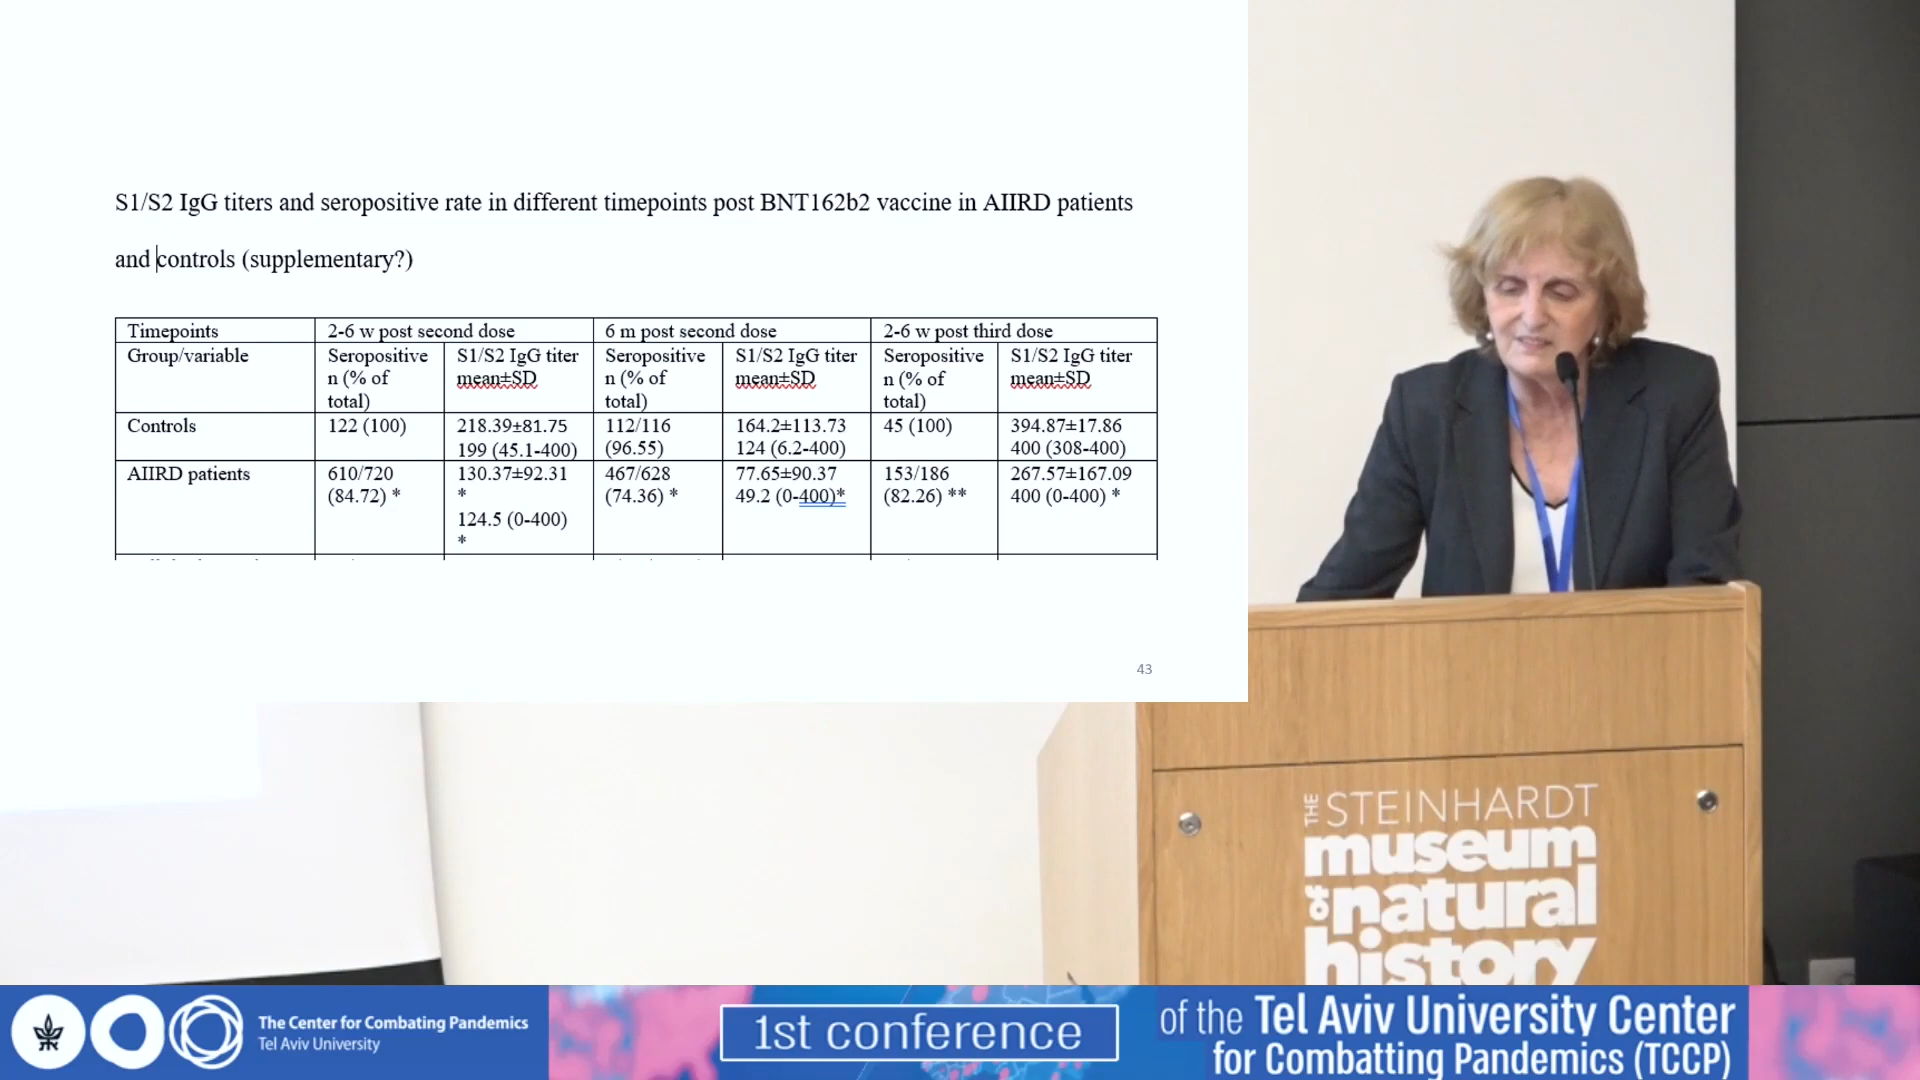 S1/S2 IgG titers and seropositive rate in different timepoints post BNT162b2 vaccine in AIIRD patients
and controls (supplementary?)
Timepoints
2-6 w post second dose
6 m post second dose
2-6 w post third dose
Group/variable
Seropositive
n (% of
total)
S1/S2 IgG titer
mean±SD
Seropositive
n (% of
total)
S1/S2 IgG titer
mean±SD
Seropositive
n (% of
total)
S1/S2 IgG titer
mean±SD
Controls
122 (100)
218.39±81.75
199 (45.1-400)
112/116
(96.55)
164.2±113.73
124 (6.2-400)
45 (100)
394.87±17.86
400 (308-400)
AIIRD patients
610/720
(84.72) *
130.37±92.31
*
124.5 (0-400)
*
467/628
(74.36) *
77.65±90.37
49.2 (0-400)*
153/186
(82.26) **
267.57±167.09
400 (0-400) *
43
THE STEINHARDT
museum
of natural
history
The Center for Combating Pandemics
Tel Aviv University
1st conference
of the Tel Aviv University Center
for Combatting Pandemics (TCCP)